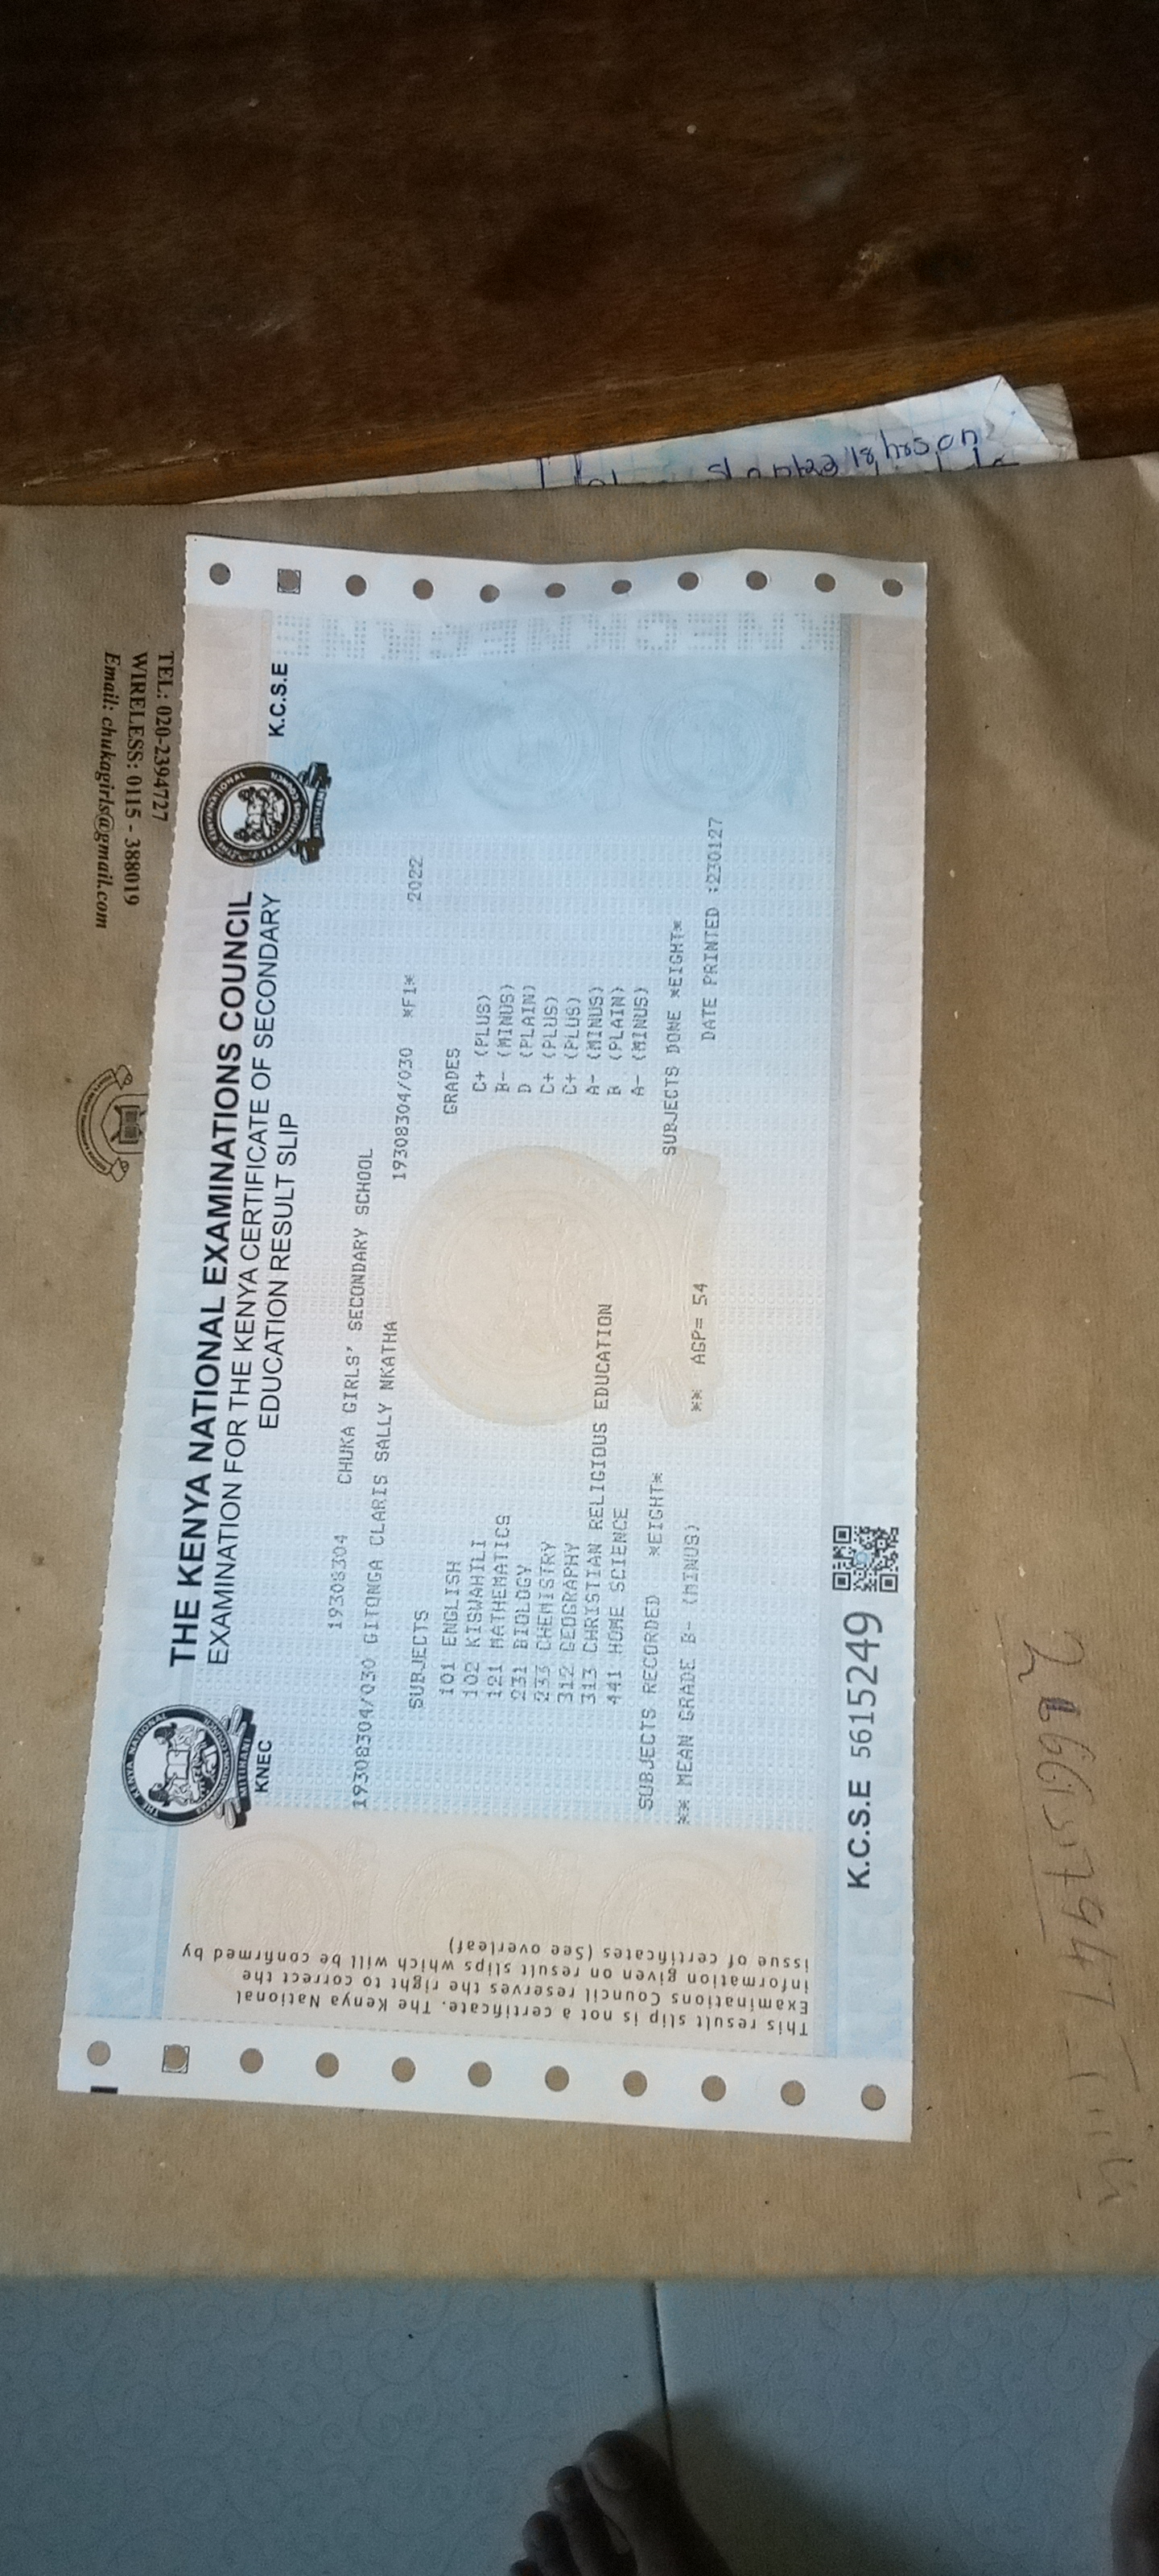 THE KENYA NATIONAL EXAMINATIONS COUNCIL
EXAMINATION FOR THE KENYA CERTIFICATE OF SECONDARY
EDUCATION RESULT SLIP
KNEC
K.C.S.E
19308304 CHUKA GIRLS' SECONDARY SCHOOL
19308304/030 GITONGA CLARIS SALLY NKATHA
19308304/030 *F1* 2022
SUBJECTS GRADES
101 ENGLISH C+ (PLUS)
102 KISWAHILI B- (MINUS)
121 MATHEMATICS D (PLAIN)
231 BIOLOGY C+ (PLUS)
233 CHEMISTRY C+ (PLUS)
312 GEOGRAPHY A- (MINUS)
313 CHRISTIAN RELIGIOUS EDUCATION B (PLAIN)
441 HOME SCIENCE A- (MINUS)
SUBJECTS RECORDED *EIGHT* SUBJECTS DONE *EIGHT*
** MEAN GRADE B- (MINUS) ** AGP= 54
DATE PRINTED :230127
K.C.S.E 5615249
This result slip is not a certificate. The Kenya National
Examinations Council reserves the right to correct the
information given on result slips which will be confirmed by
issue of certificates (See overleaf)
TEL: 020-2394727
WIRELESS: 0115 - 388019
Email: chukagirls@gmail.com
18 hrs on